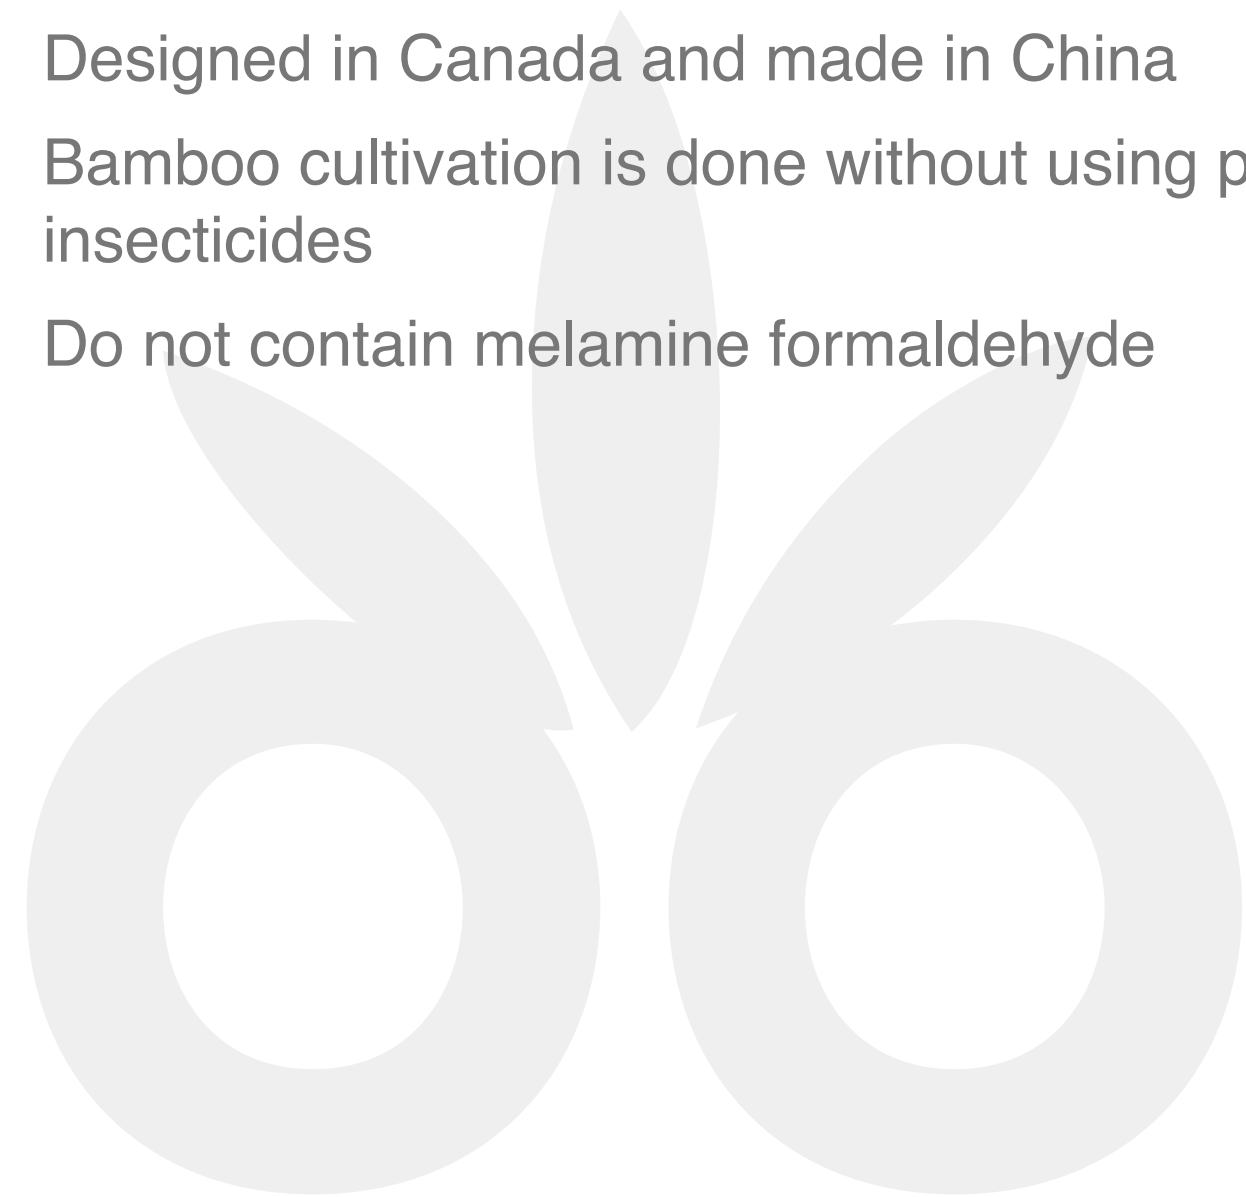 Designed in Canada and made in China
Bamboo cultivation is done without using
insecticides
Do not contain melamine formaldehyde